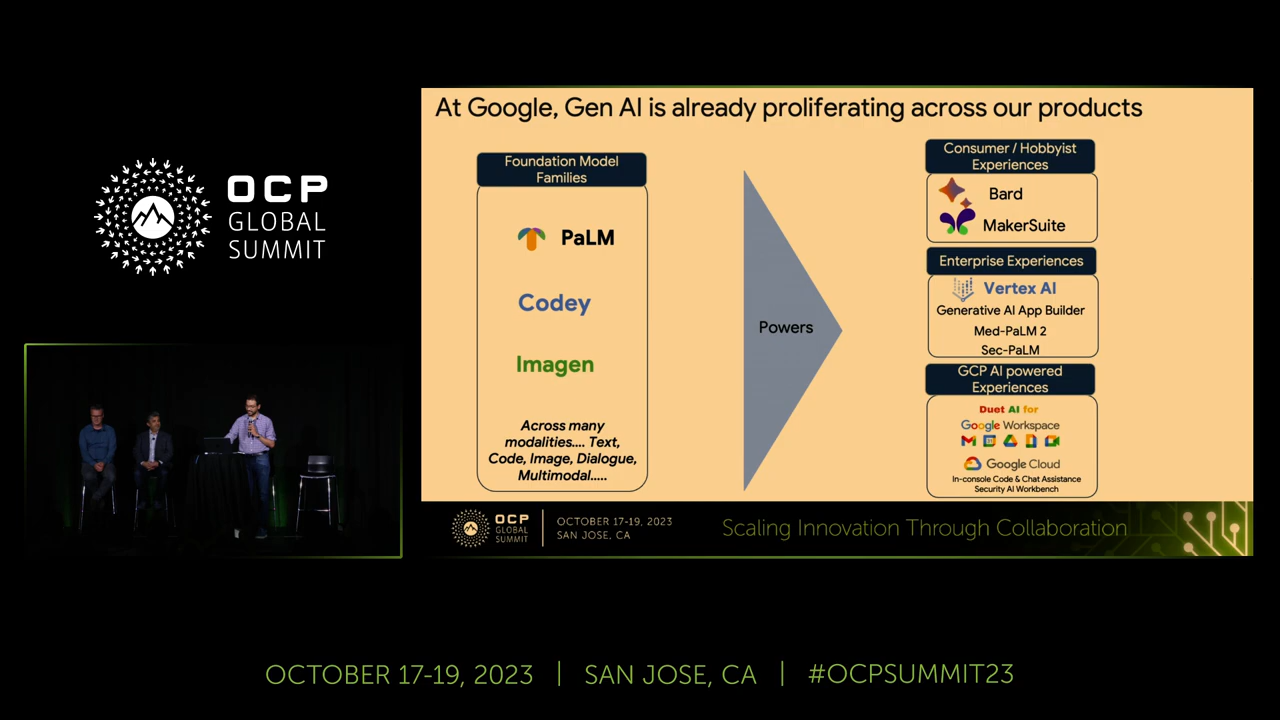 OCP
GLOBAL
SUMMIT
At Google, Gen AI is already proliferating across our products
Foundation Model
Families
PaLM
Codey
Imagen
Across many
modalities.... Text,
Code, Image, Dialogue,
Multimodal.....
Powers
Consumer / Hobbyist
Experiences
Bard
MakerSuite
Enterprise Experiences
Vertex AI
Generative AI App Builder
Med-PaLM 2
Sec-PaLM
GCP AI powered
Experiences
Duet AI for
Google Workspace
Google Cloud
In-console Code & Chat Assistance
Security AI Workbench
OCP
GLOBAL
SUMMIT
OCTOBER 17-19, 2023
SAN JOSE, CA
Scaling Innovation Through Collaboration
OCTOBER 17-19, 2023 | SAN JOSE, CA | #OCPSUMMIT23